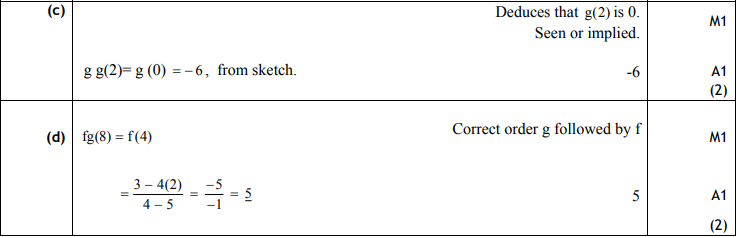 (c) Deduces that g(2) is 0. M1
Seen or implied.
g g(2)= g (0) = −6, from sketch. -6 A1
(2)
(d) fg(8) = f(4) Correct order g followed by f M1
= 3 − 4(2) / 4 − 5 = −5 / −1 = 5 5 A1
(2)